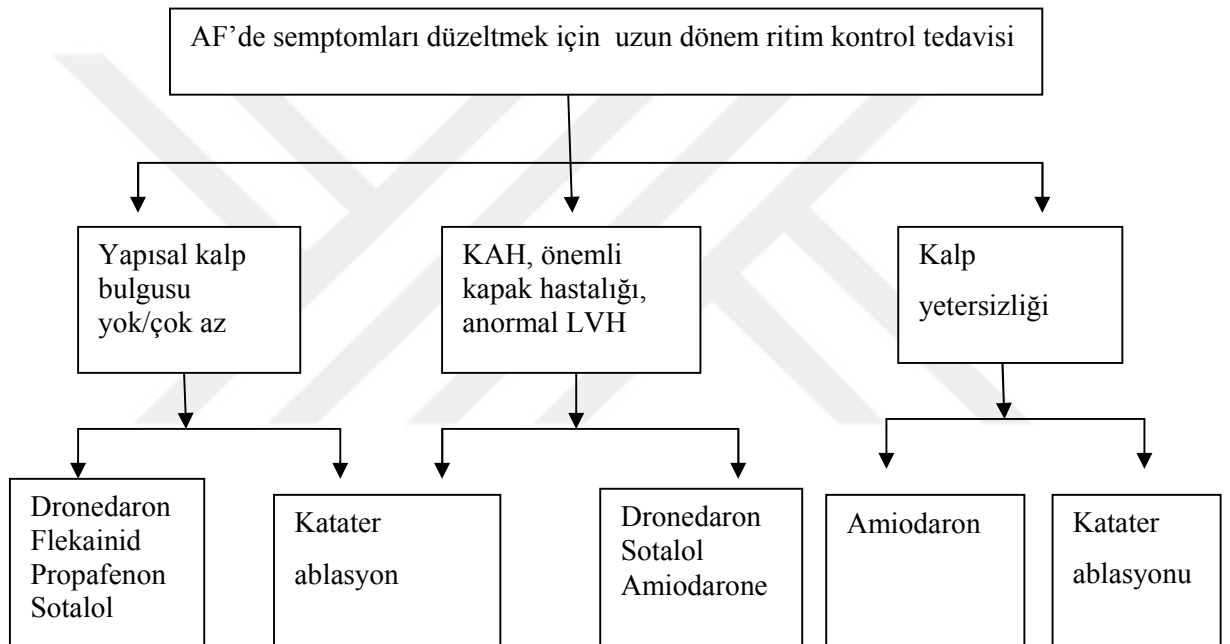 AF’de semptomları düzeltmek için uzun dönem ritim kontrol tedavisi
Yapısal kalp
bulgusu
yok/çok az
KAH, önemli
kapak hastalığı,
anormal LVH
Kalp
yetersizliği
Dronedaron
Flekainid
Propafenon
Sotalol
Katater
ablasyon
Dronedaron
Sotalol
Amiodarone
Amiodaron
Katater
ablasyonu